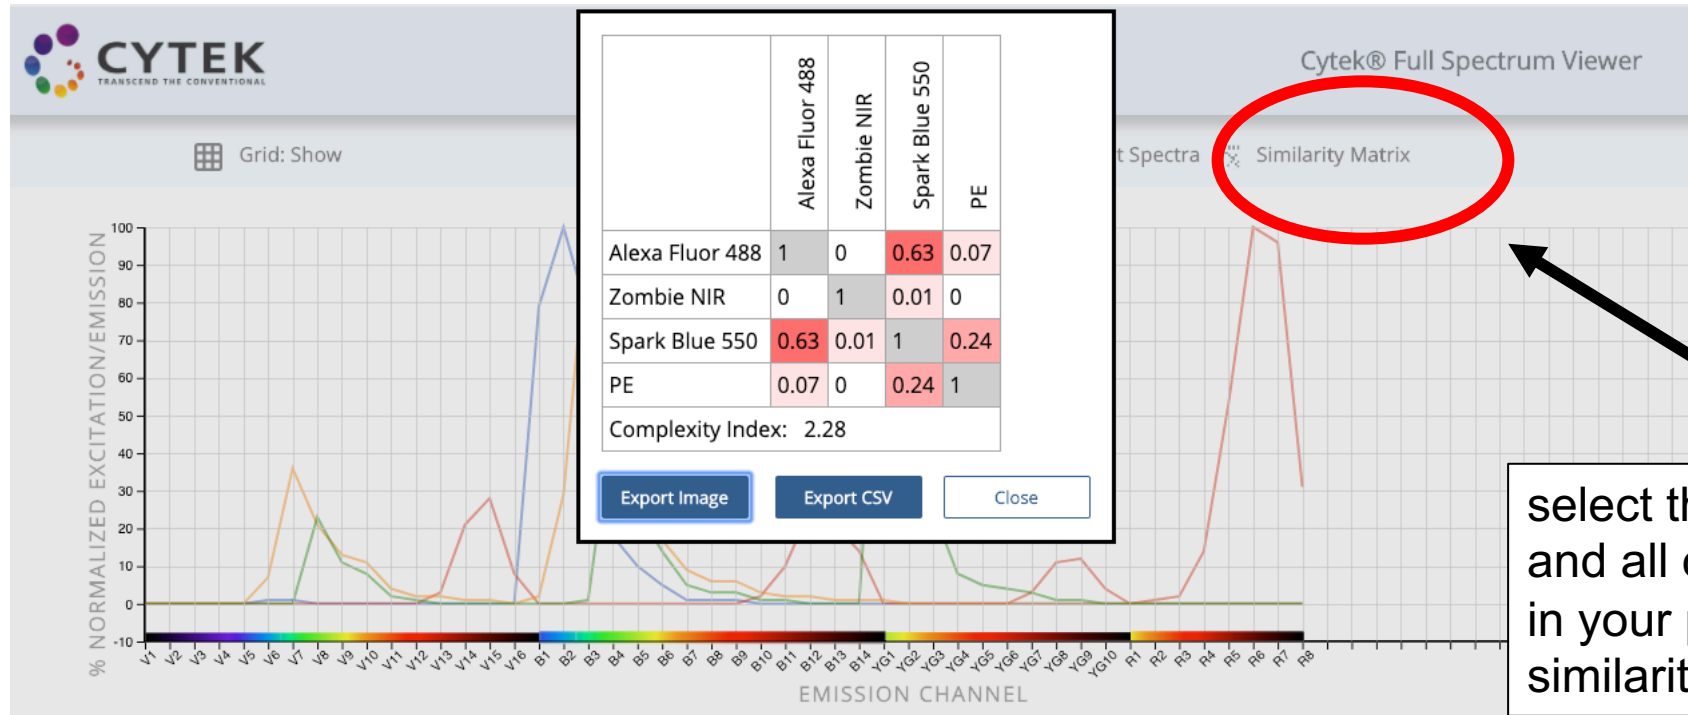 CYTEK
TRANSCEND THE CONVENTIONAL
Cytek® Full Spectrum Viewer
Grid: Show
t Spectra
Similarity Matrix
Alexa Fluor 488
Zombie NIR
Spark Blue 550
PE
Alexa Fluor 488 1 0 0.63 0.07
Zombie NIR 0 1 0.01 0
Spark Blue 550 0.63 0.01 1 0.24
PE 0.07 0 0.24 1
Complexity Index: 2.28
Export Image
Export CSV
Close
% NORMALIZED EXCITATION/EMISSION
100
90
80
70
60
50
40
30
20
10
0
-10
V1 V2 V3 V4 V5 V6 V7 V8 V9 V10 V11 V12 V13 V14 V15 V16 B1 B2 B3 B4 B5 B6 B7 B8 B9 B10 B11 B12 B13 B14 YG1 YG2 YG3 YG4 YG5 YG6 YG7 YG8 YG9 YG10 R1 R2 R3 R4 R5 R6 R7 R8
EMISSION CHANNEL
select th
and all
in your
similarit